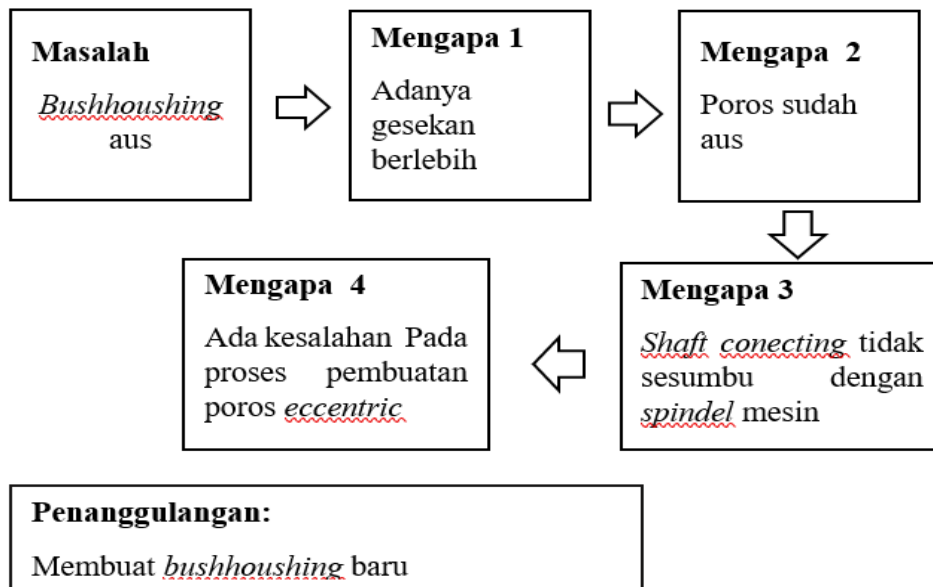 Masalah
Bushhoushing
aus
Mengapa 1
Adanya
gesekan
berlebih
Mengapa 2
Poros sudah
aus
Mengapa 3
Shaft conecting tidak
sesumbu dengan
spindel mesin
Mengapa 4
Ada kesalahan Pada
proses pembuatan
poros eccentric
Penanggulangan:
Membuat bushhoushing baru